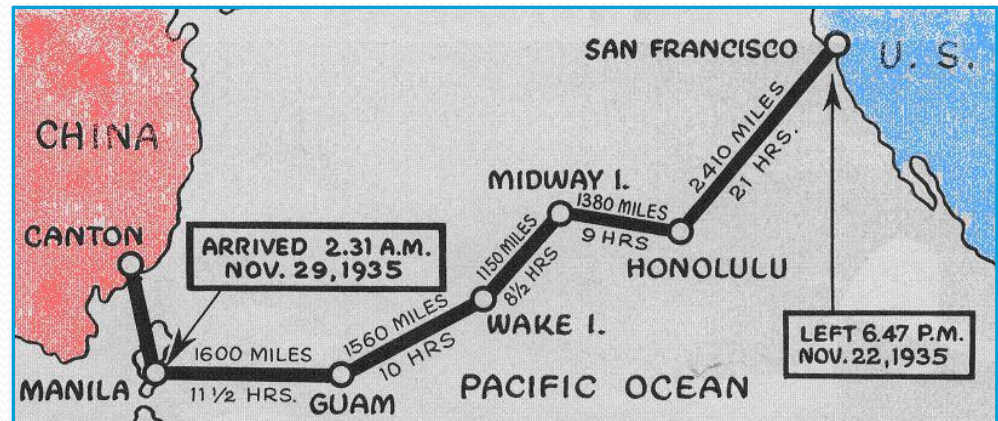 SAN FRANCISCO
U. S.
CHINA
2410 MILES
21 HRS.
MIDWAY I.
1380 MILES
9 HRS
CANTON
ARRIVED 2.31 A.M.
NOV. 29, 1935
1150 MILES
8½ HRS
HONOLULU
WAKE I.
1560 MILES
10 HRS
LEFT 6.47 P.M.
NOV. 22, 1935
1600 MILES
11 ½ HRS.
MANILA
GUAM
PACIFIC OCEAN